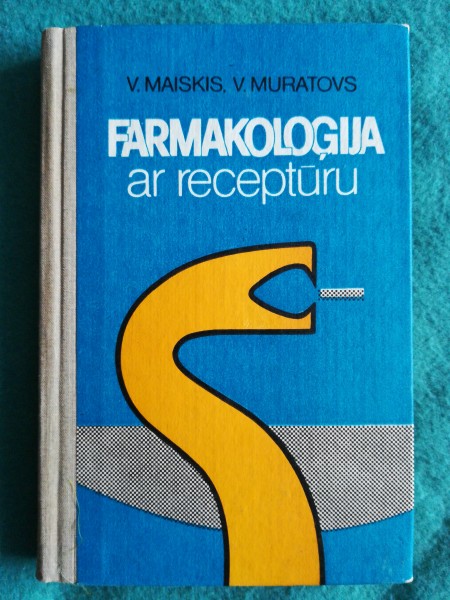 V. MAISKIS, V. MURATOVS
FARMAKOLOĢIJA
ar receptūru